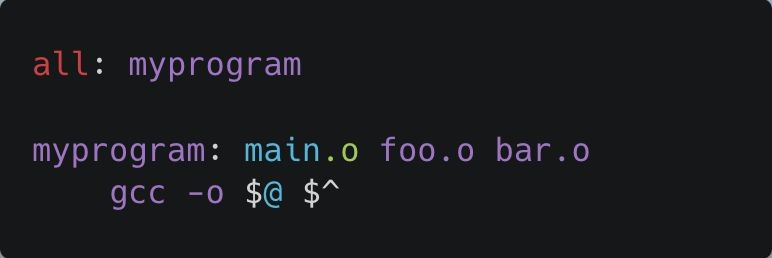 all: myprogram
myprogram: main.o foo.o bar.o
    gcc -o $@ $^